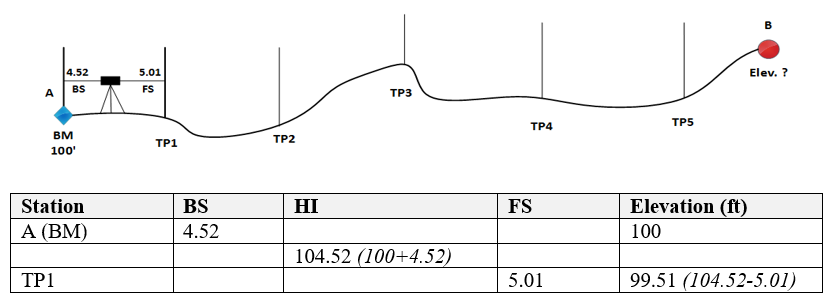 B
4.52
5.01
BS
FS
Elev. ?
A
TP3
TP5
TP4
BM
TP1
TP2
100'
Station BS HI FS Elevation (ft)
A (BM) 4.52 100
104.52 (100+4.52)
TP1 5.01 99.51 (104.52-5.01)